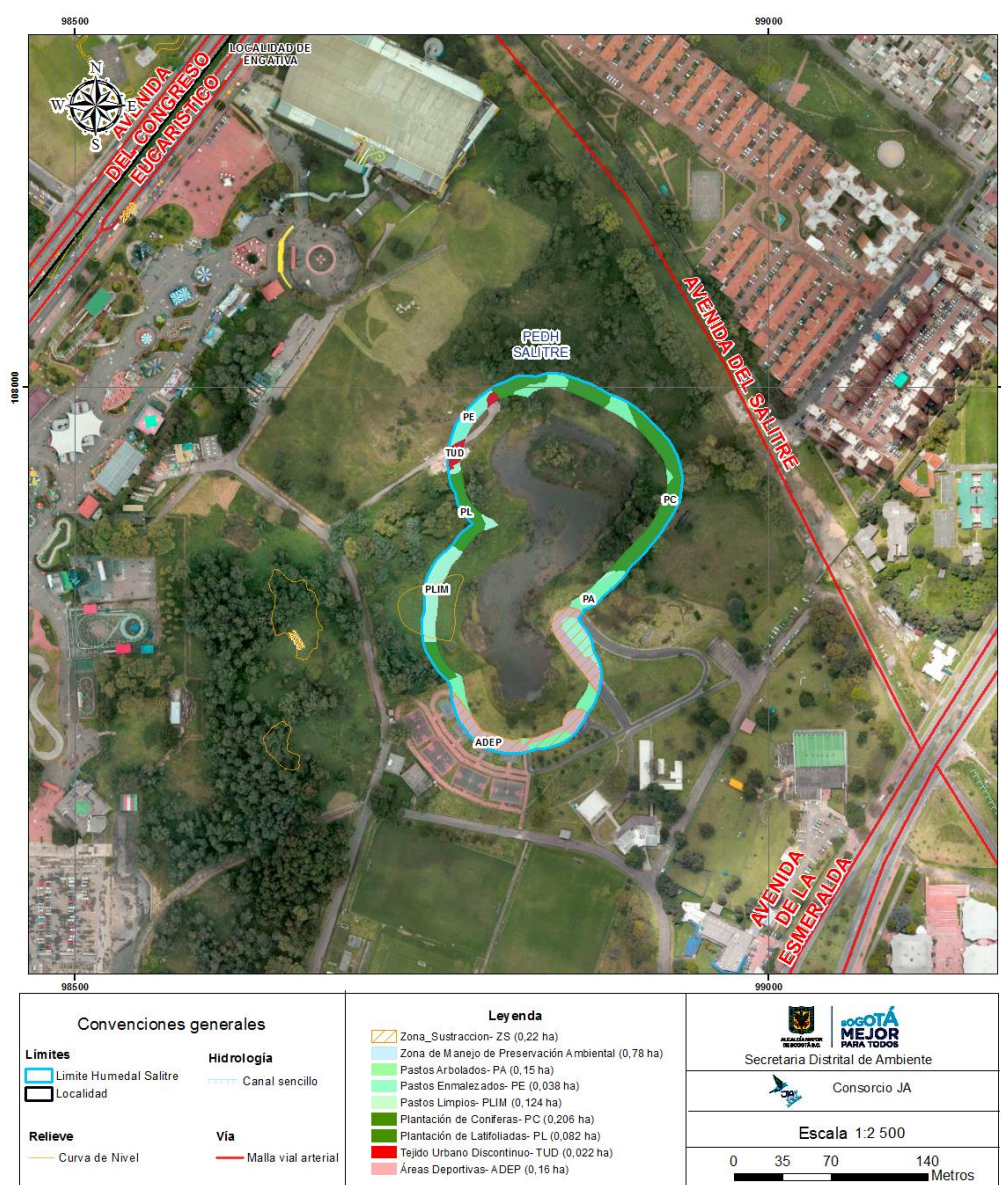 98500
99000
LOCALIDAD DE
ENGATIVA
N
W E
S
AVENIDA
DEL CONGRESO
EUCARISTICO
AVENIDA DEL SALITRE
PEDH
SALITRE
108000
PE
TUD
PL
PC
PLIM
PA
ADEP
AVENIDA
DE LA
ESMERALDA
98500
99000
Convenciones generales
Límites
Limite Humedal Salitre
Localidad
Hidrología
Canal sencillo
Relieve
Curva de Nivel
Vía
Malla vial arterial
Leyenda
Zona_Sustraccion- ZS (0,22 ha)
Zona de Manejo de Preservación Ambiental (0,78 ha)
Pastos Arbolados- PA (0,15 ha)
Pastos Enmalezados- PE (0,038 ha)
Pastos Limpios- PLIM (0,124 ha)
Plantación de Coniferas- PC (0,206 ha)
Plantación de Latifoliadas- PL (0,082 ha)
Tejido Urbano Discontinuo- TUD (0,022 ha)
Áreas Deportivas- ADEP (0,16 ha)
ALCALDÍA MAYOR
DE BOGOTÁ D.C.
BOGOTÁ
MEJOR
PARA TODOS
Secretaria Distrital de Ambiente
Consorcio JA
Escala 1:2 500
0 35 70 140
Metros